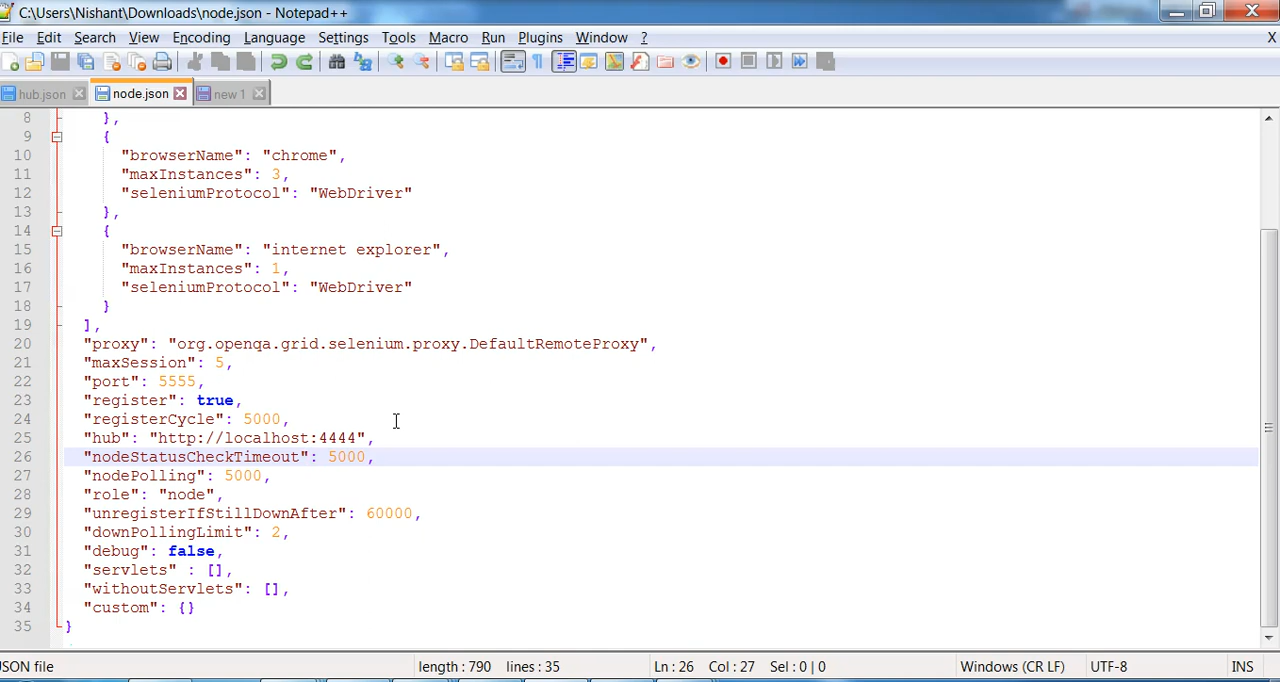 C:\Users\Nishant\Downloads\node.json - Notepad++
File Edit Search View Encoding Language Settings Tools Macro Run Plugins Window ? X
hub.json node.json new 1
8 },
9 {
10 "browserName": "chrome",
11 "maxInstances": 3,
12 "seleniumProtocol": "WebDriver"
13 },
14 {
15 "browserName": "internet explorer",
16 "maxInstances": 1,
17 "seleniumProtocol": "WebDriver"
18 }
19 ],
20 "proxy": "org.openqa.grid.selenium.proxy.DefaultRemoteProxy",
21 "maxSession": 5,
22 "port": 5555,
23 "register": true,
24 "registerCycle": 5000,
25 "hub": "http://localhost:4444",
26 "nodeStatusCheckTimeout": 5000,
27 "nodePolling": 5000,
28 "role": "node",
29 "unregisterIfStillDownAfter": 60000,
30 "downPollingLimit": 2,
31 "debug": false,
32 "servlets" : [],
33 "withoutServlets": [],
34 "custom": {}
35 }
JSON file length : 790 lines : 35 Ln : 26 Col : 27 Sel : 0 | 0 Windows (CR LF) UTF-8 INS